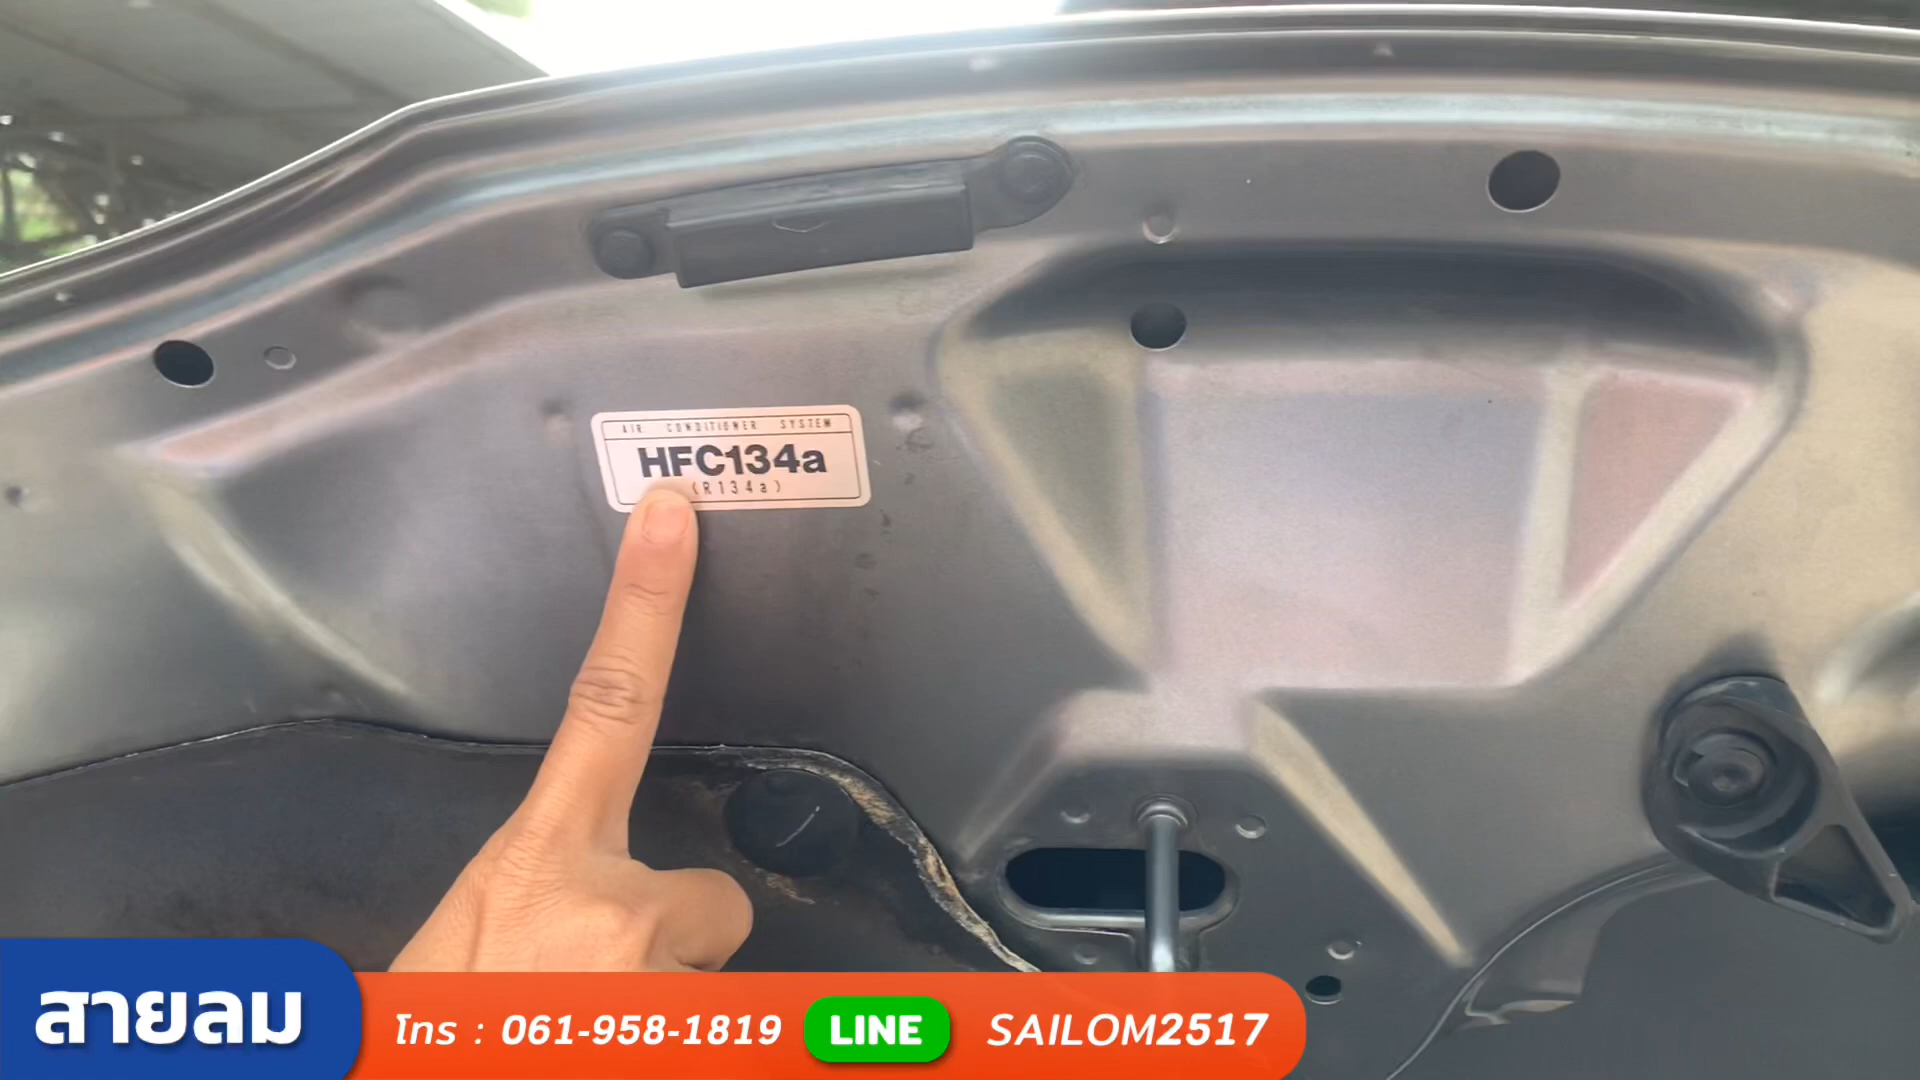 AIR CONDITIONER SYSTEM
HFC134a
(R134a)
สายลม
โทร : 061-958-1819 LINE SAILOM2517